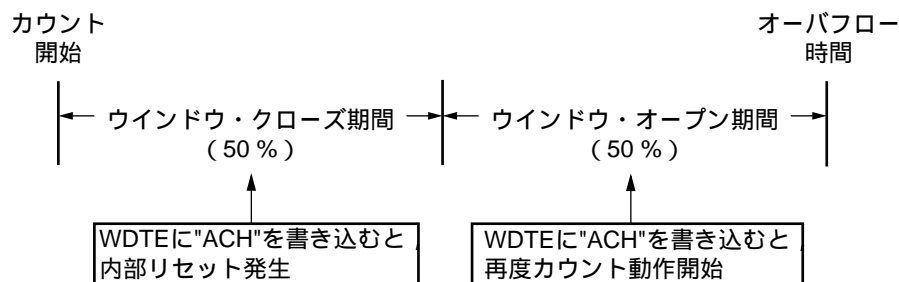 カウント
開始
オーバフロー
時間
ウインドウ・クローズ期間
（50 %）
ウインドウ・オープン期間
（50 %）
WDTEに"ACH"を書き込むと，
内部リセット発生
WDTEに"ACH"を書き込むと，
再度カウント動作開始